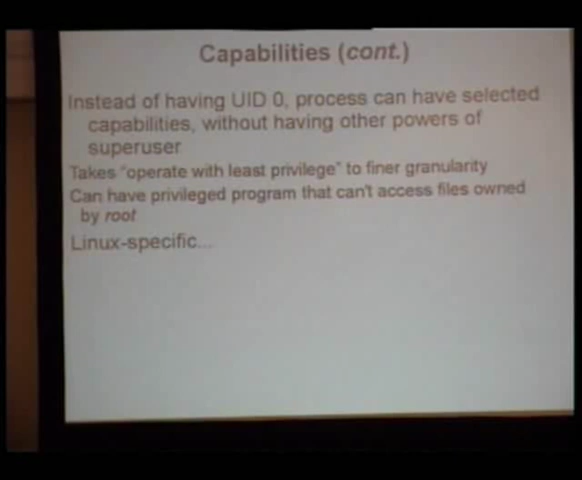 Capabilities (cont.)
Instead of having UID 0, process can have selected
capabilities, without having other powers of
superuser
Takes "operate with least privilege" to finer granularity
Can have privileged program that can't access files owned
by root
Linux-specific...